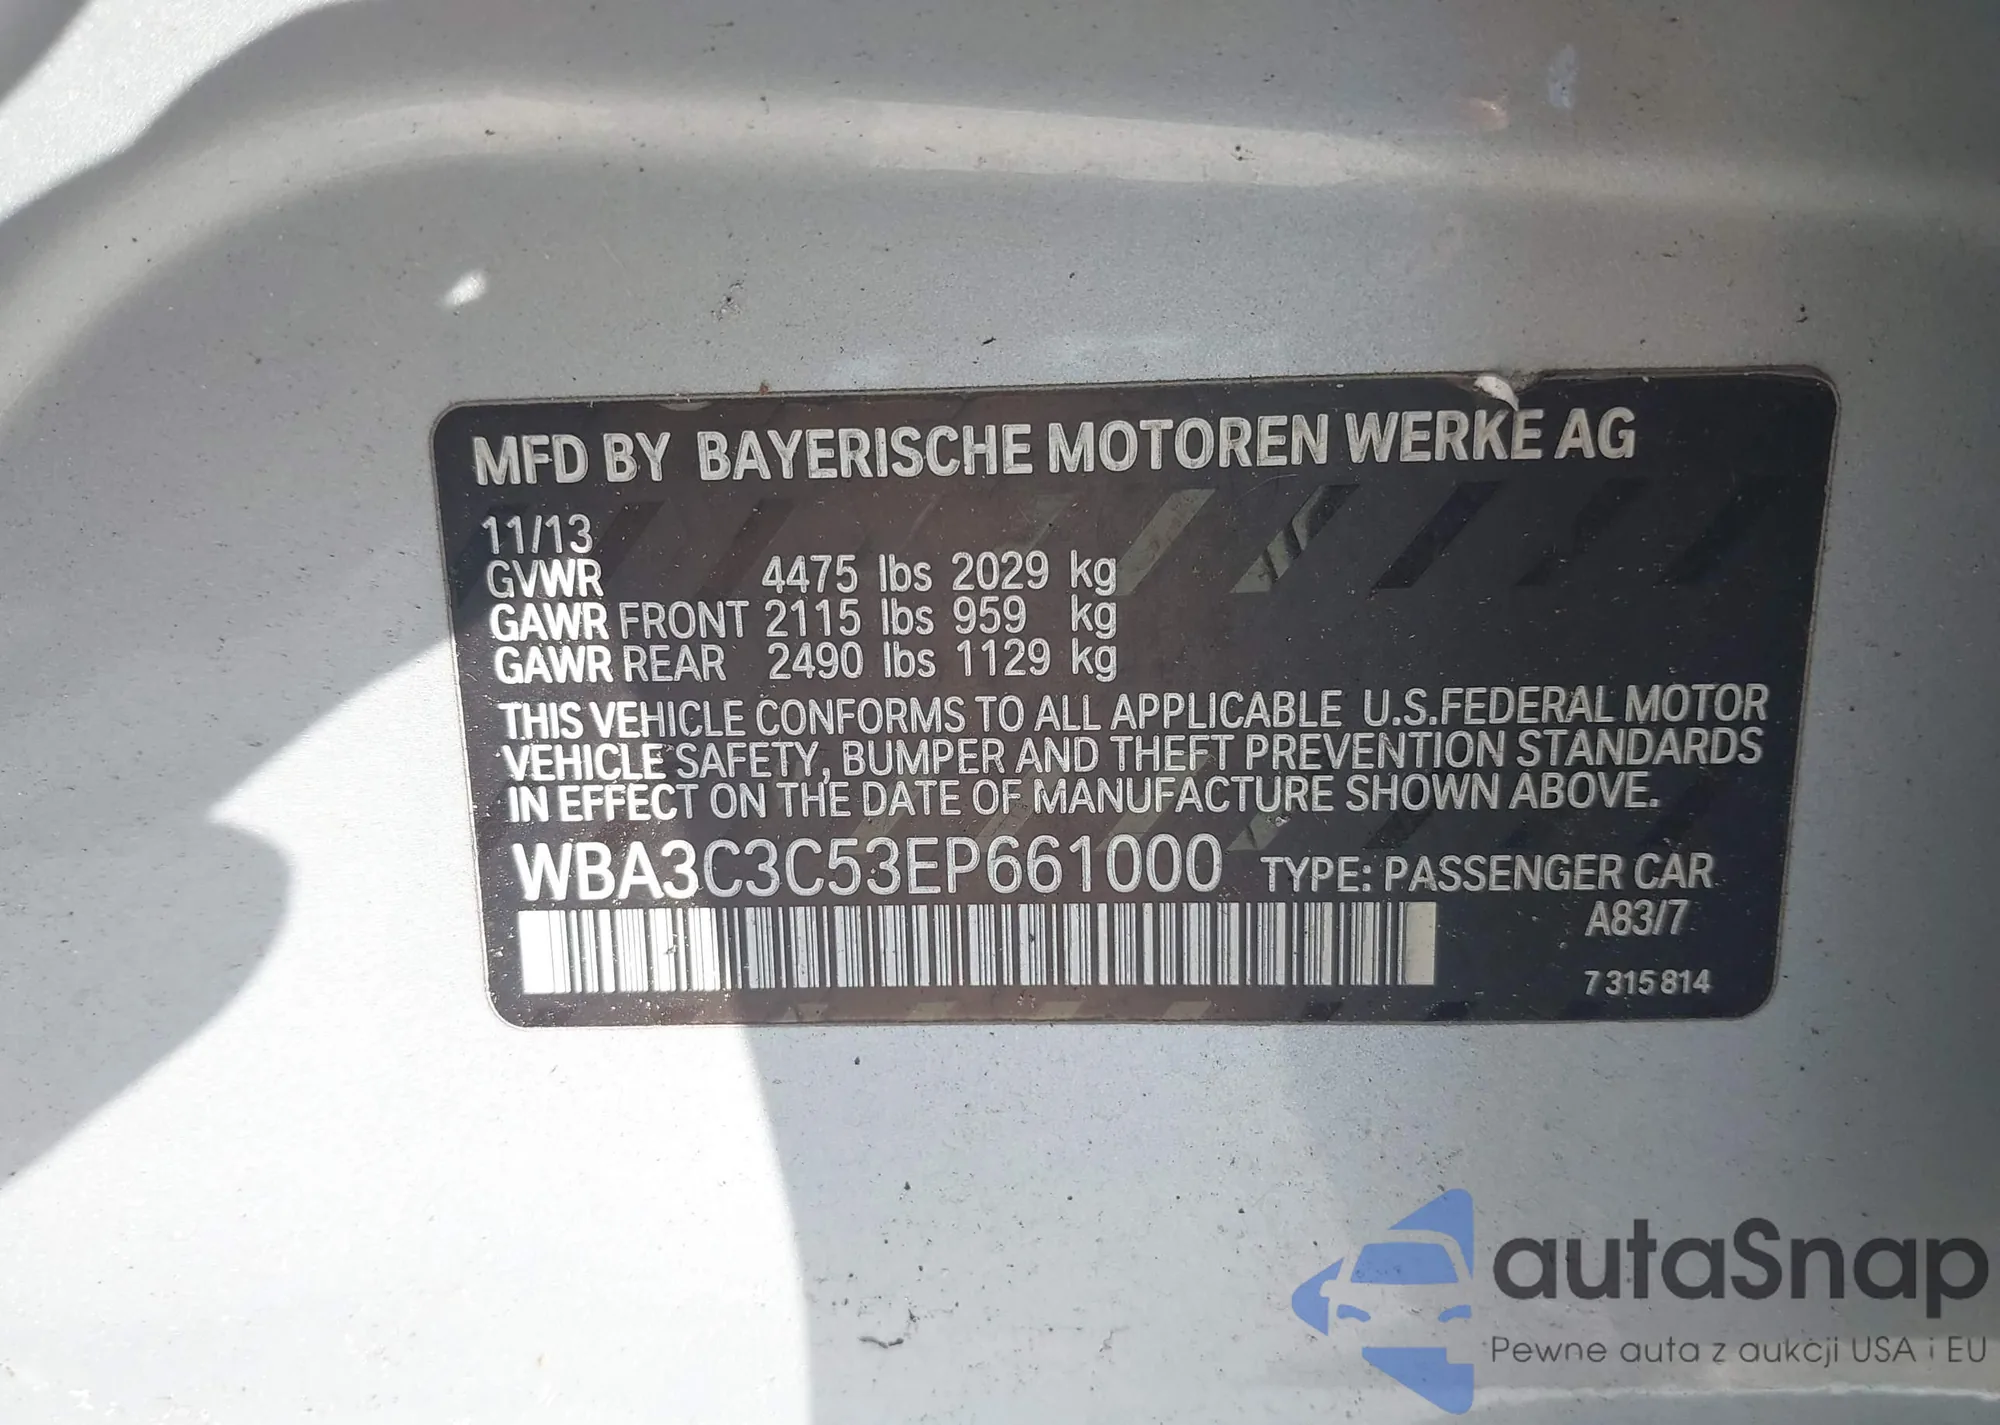 MFD BY BAYERISCHE MOTOREN WERKE AG
11/13
GVWR 4475 lbs 2029 kg
GAWR FRONT 2115 lbs 959 kg
GAWR REAR 2490 lbs 1129 kg
THIS VEHICLE CONFORMS TO ALL APPLICABLE U.S.FEDERAL MOTOR
VEHICLE SAFETY, BUMPER AND THEFT PREVENTION STANDARDS
IN EFFECT ON THE DATE OF MANUFACTURE SHOWN ABOVE.
WBA3C3C53EP661000 TYPE: PASSENGER CAR
A83/7
7 315 814
autaSnap
Pewne auta z aukcji USA i EU